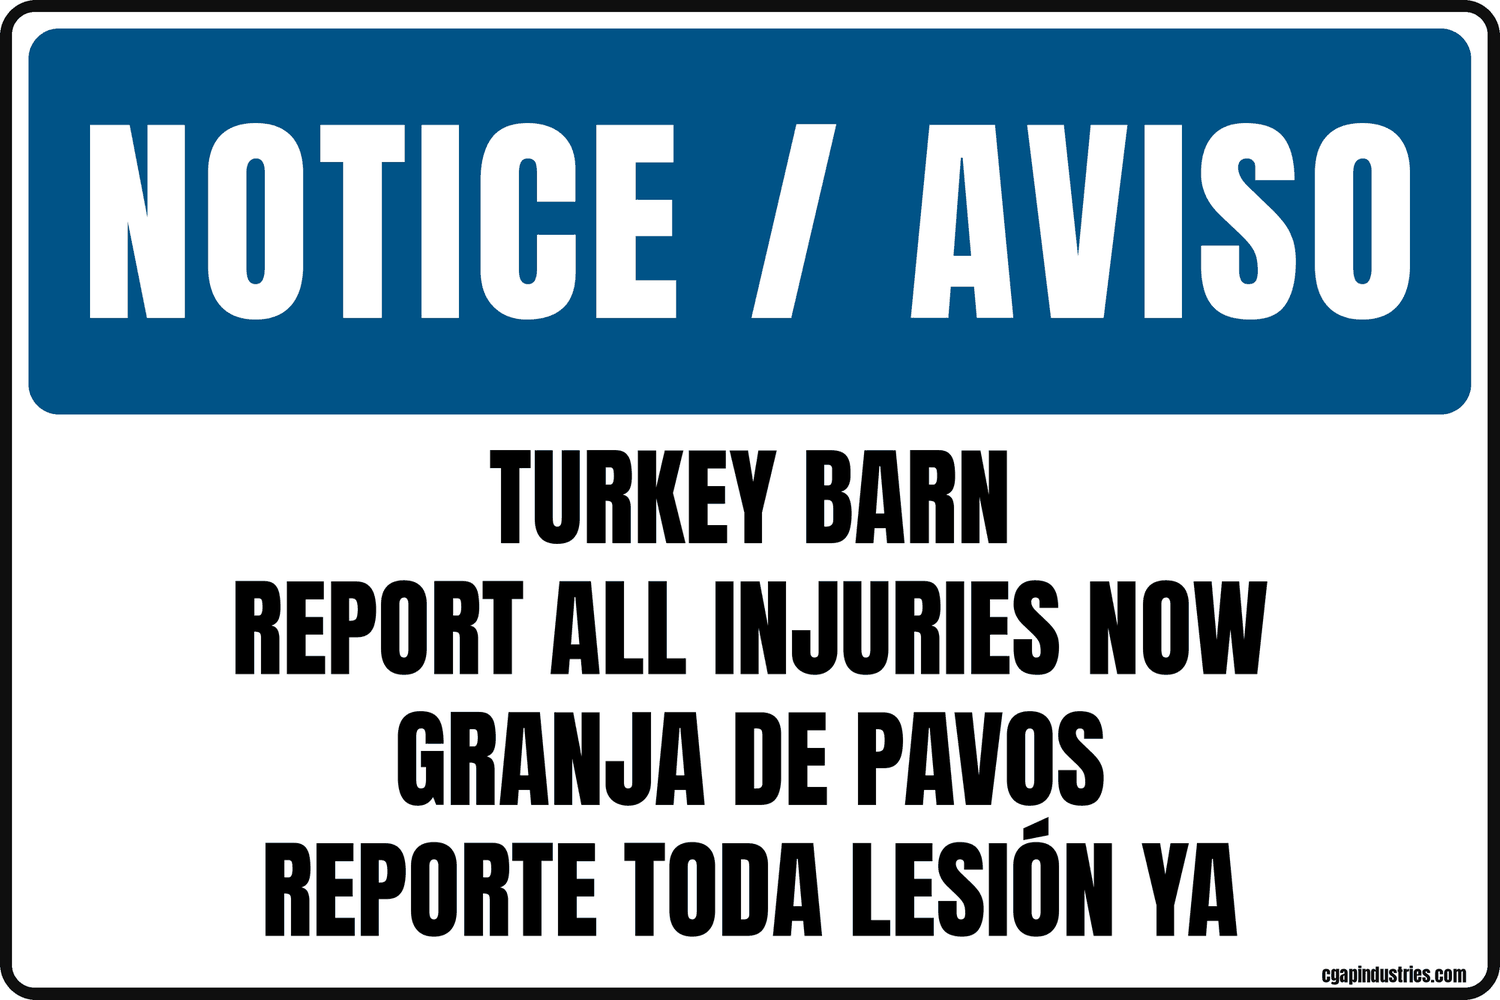 NOTICE / AVISO
TURKEY BARN
REPORT ALL INJURIES NOW
GRANJA DE PAVOS
REPORTE TODA LESIÓN YA
cgapindustries.com